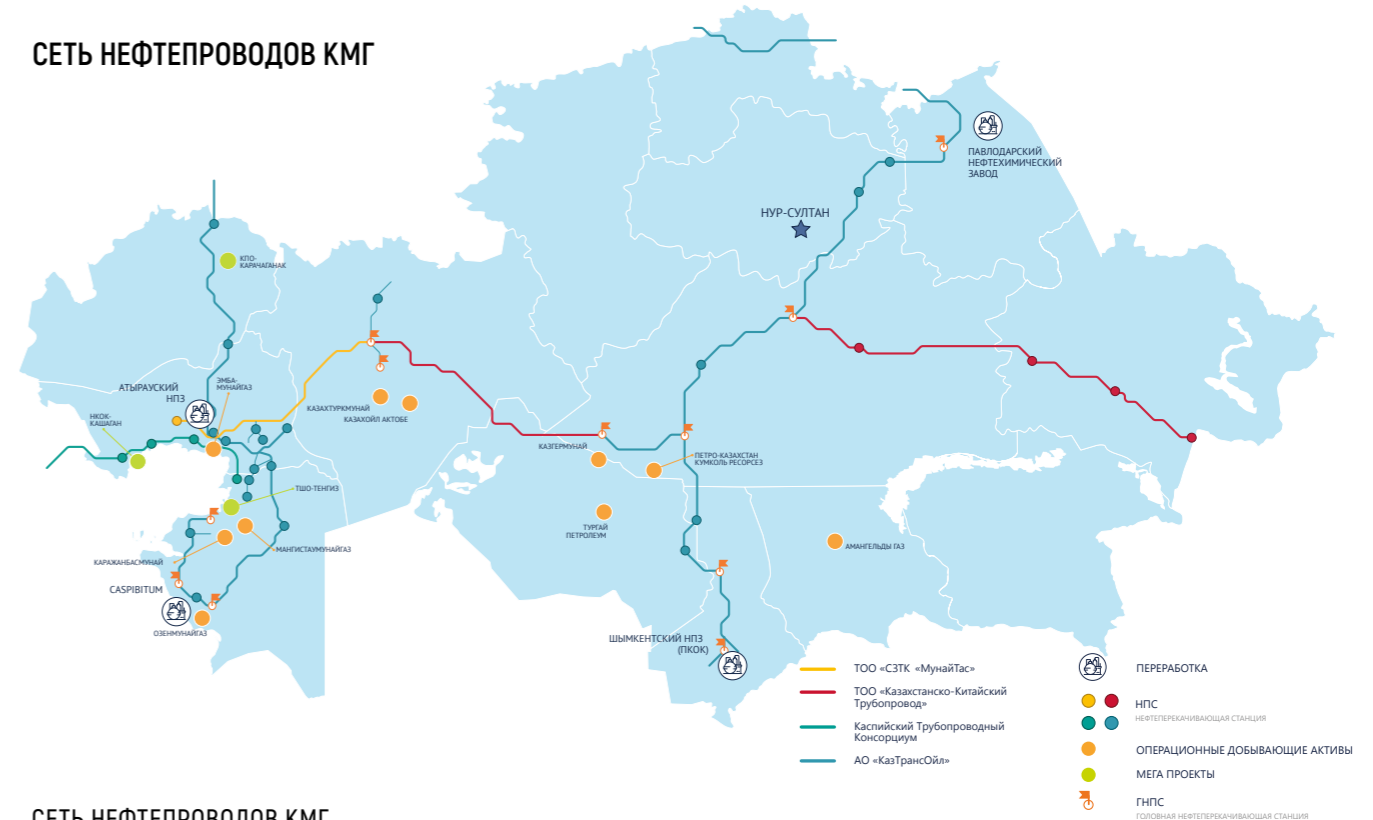 СЕТЬ НЕФТЕПРОВОДОВ КМГ
ПАВЛОДАРСКИЙ
НЕФТЕХИМИЧЕСКИЙ
ЗАВОД
НУР-СУЛТАН
КПО-
КАРАЧАГАНАК
АТЫРАУСКИЙ
НПЗ
ЭМБА-
МУНАЙГАЗ
НКОК-
КАШАГАН
КАЗАХТУРКМУНАЙ
КАЗАХОЙЛ АКТОБЕ
КАЗГЕРМУНАЙ
ПЕТРО-КАЗАХСТАН
КУМКОЛЬ РЕСОРСЕЗ
ТШО-ТЕНГИЗ
ТУРГАЙ
ПЕТРОЛЕУМ
АМАНГЕЛЬДЫ ГАЗ
МАНГИСТАУМУНАЙГАЗ
КАРАЖАНБАСМУНАЙ
CASPIBITUM
ОЗЕНМУНАЙГАЗ
ШЫМКЕНТСКИЙ НПЗ
(ПКОК)
ТОО «СЗТК «МунайТас»
ТОО «Казахстанско-Китайский
Трубопровод»
Каспийский Трубопроводный
Консорциум
АО «КазТрансОйл»
ПЕРЕРАБОТКА
НПС
НЕФТЕПЕРЕКАЧИВАЮЩАЯ СТАНЦИЯ
ОПЕРАЦИОННЫЕ ДОБЫВАЮЩИЕ АКТИВЫ
МЕГА ПРОЕКТЫ
ГНПС
ГОЛОВНАЯ НЕФТЕПЕРЕКАЧИВАЮЩАЯ СТАНЦИЯ
СЕТЬ НЕФТЕПРОВОДОВ КМГ